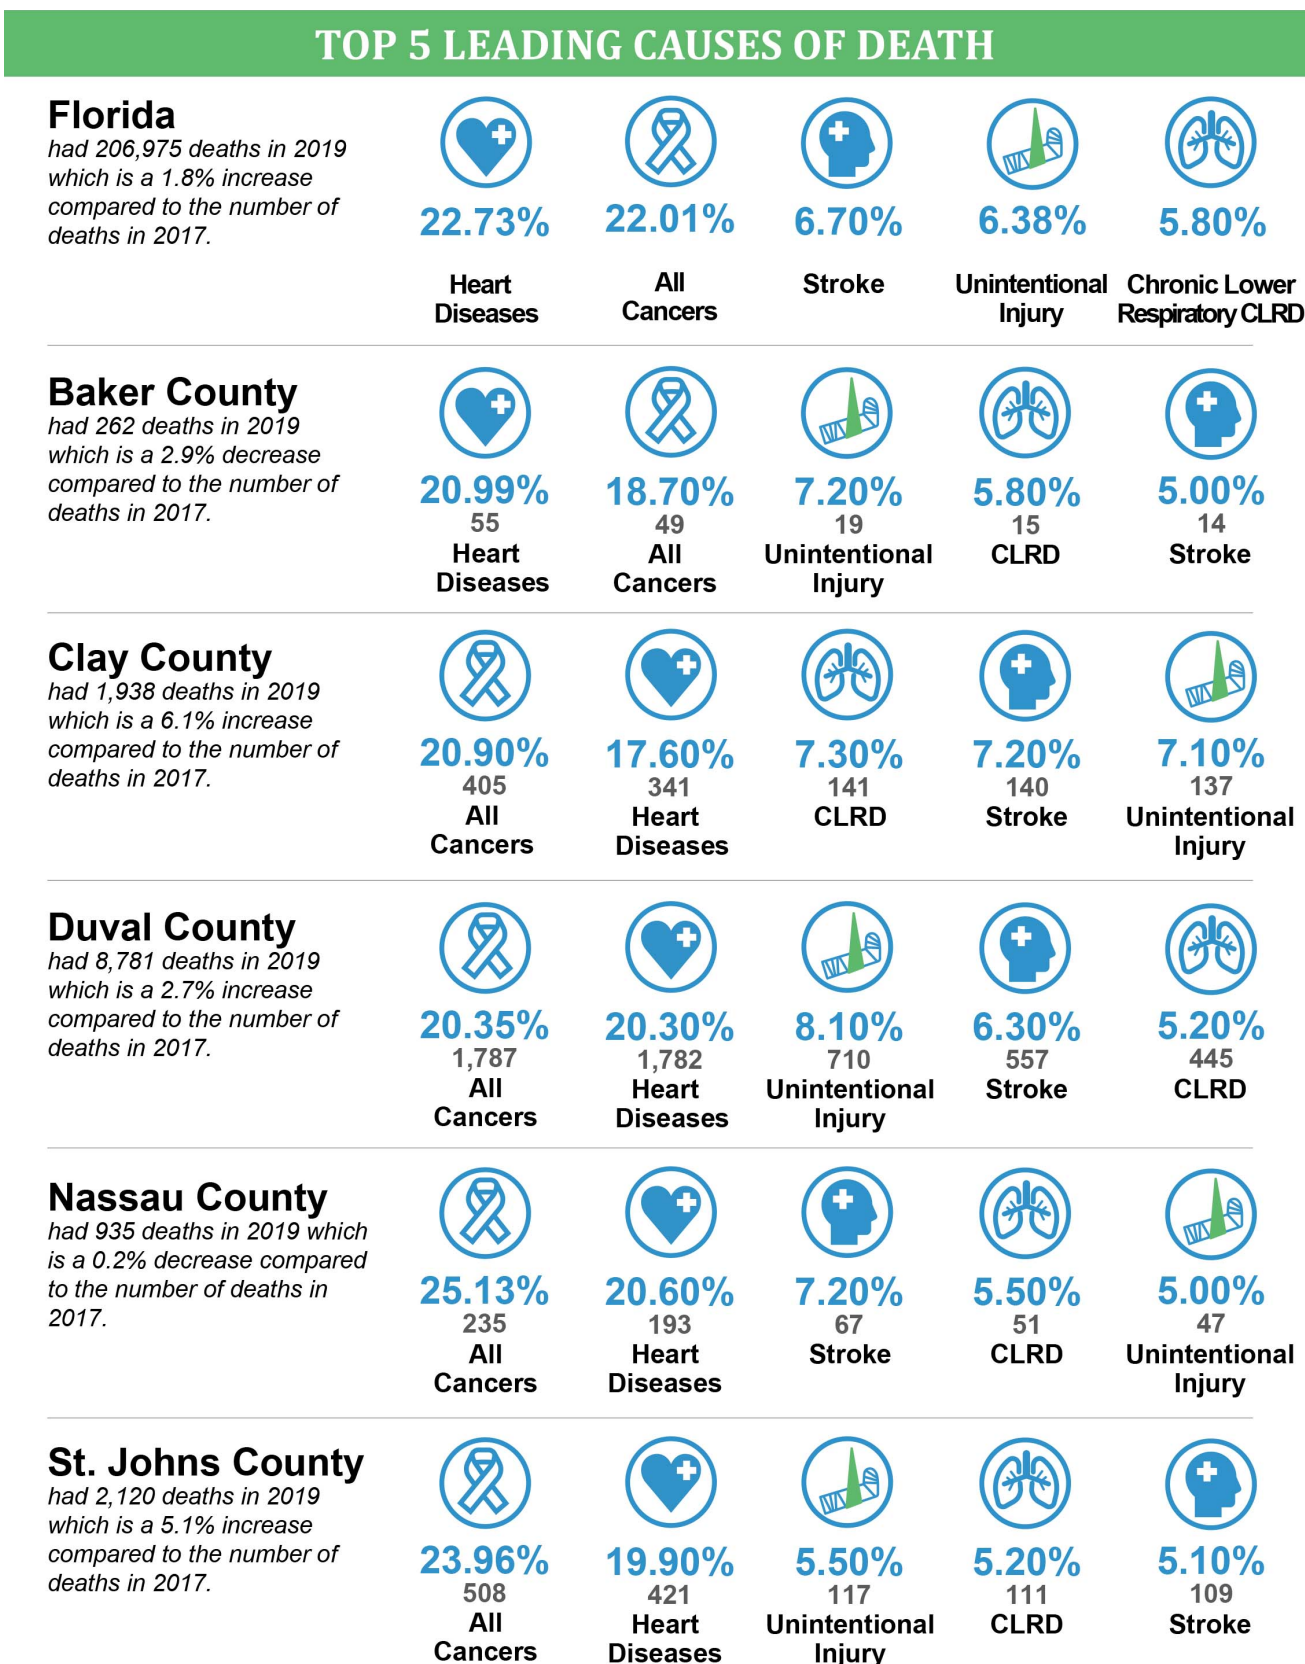 TOP 5 LEADING CAUSES OF DEATH
Florida
had 206,975 deaths in 2019
which is a 1.8% increase
compared to the number of
deaths in 2017.
22.73% 22.01% 6.70% 6.38% 5.80%
Heart All Stroke Unintentional Chronic Lower
Diseases Cancers Injury Respiratory CLRD
Baker County
had 262 deaths in 2019
which is a 2.9% decrease
compared to the number of
deaths in 2017.
20.99% 18.70% 7.20% 5.80% 5.00%
55 49 19 15 14
Heart All Unintentional CLRD Stroke
Diseases Cancers Injury
Clay County
had 1,938 deaths in 2019
which is a 6.1% increase
compared to the number of
deaths in 2017.
20.90% 17.60% 7.30% 7.20% 7.10%
405 341 141 140 137
All Heart CLRD Stroke Unintentional
Cancers Diseases Injury
Duval County
had 8,781 deaths in 2019
which is a 2.7% increase
compared to the number of
deaths in 2017.
20.35% 20.30% 8.10% 6.30% 5.20%
1,787 1,782 710 557 445
All Heart Unintentional Stroke CLRD
Cancers Diseases Injury
Nassau County
had 935 deaths in 2019 which
is a 0.2% decrease compared
to the number of deaths in
2017.
25.13% 20.60% 7.20% 5.50% 5.00%
235 193 67 51 47
All Heart Stroke CLRD Unintentional
Cancers Diseases Injury
St. Johns County
had 2,120 deaths in 2019
which is a 5.1% increase
compared to the number of
deaths in 2017.
23.96% 19.90% 5.50% 5.20% 5.10%
508 421 117 111 109
All Heart Unintentional CLRD Stroke
Cancers Diseases Injury